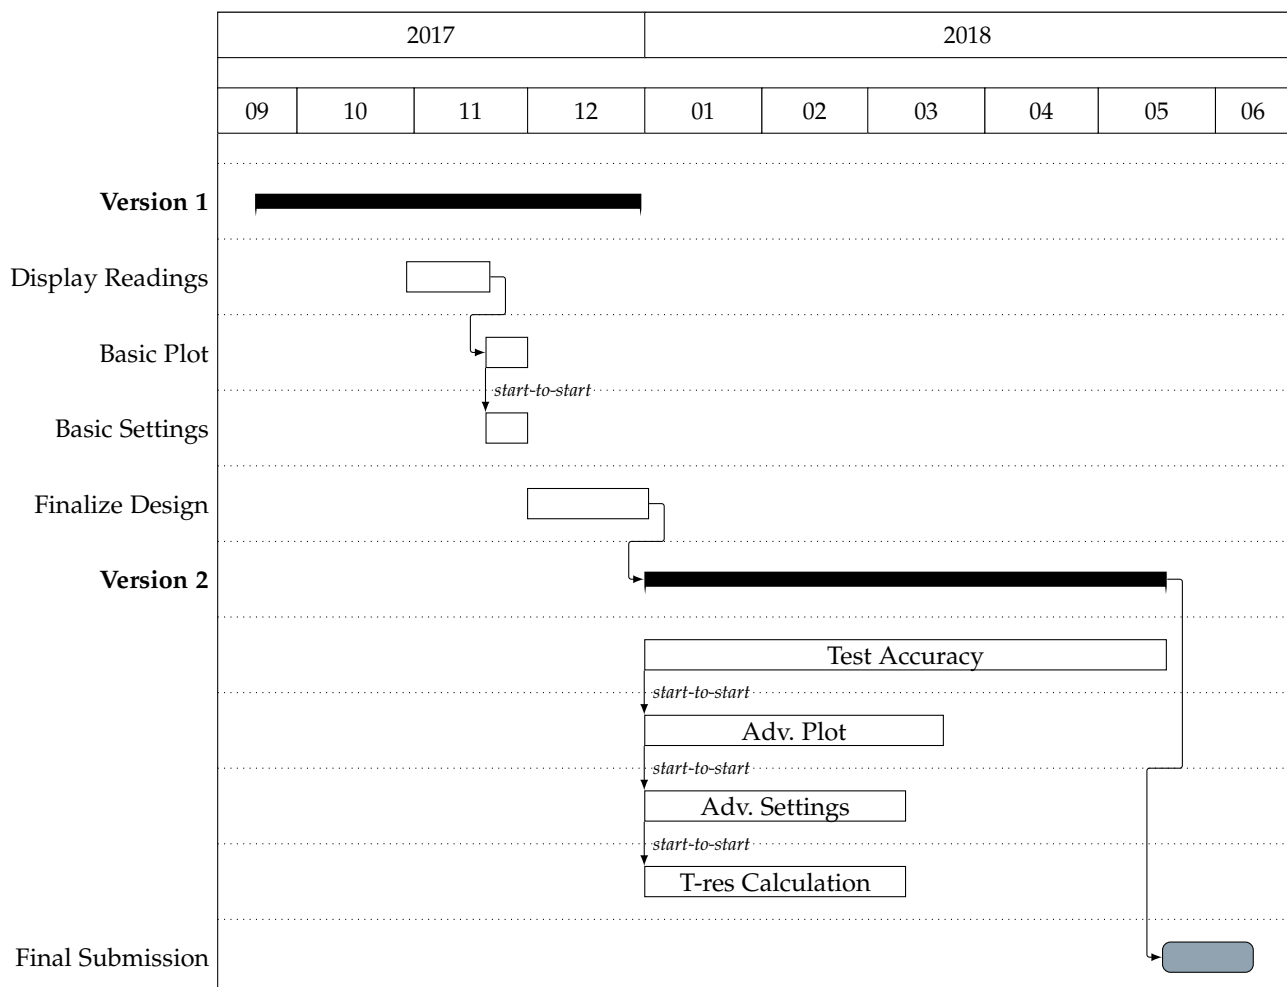 2017 2018
09 10 11 12 01 02 03 04 05 06
Version 1
Display Readings
Basic Plot
start-to-start
Basic Settings
Finalize Design
Version 2
Test Accuracy
start-to-start
Adv. Plot
start-to-start
Adv. Settings
start-to-start
T-res Calculation
Final Submission